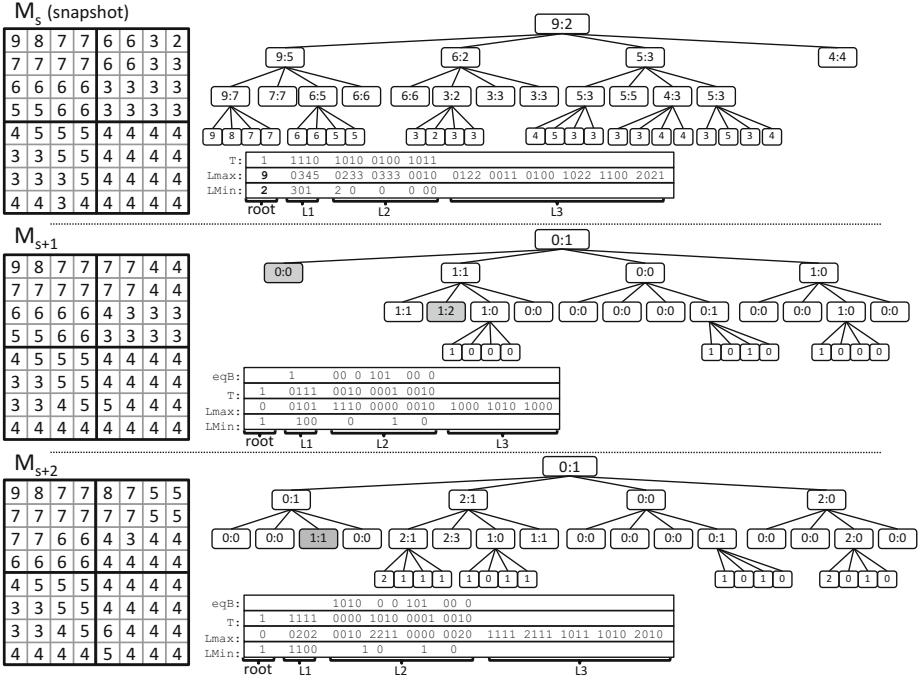 M_s (snapshot)
9 8 7 7 6 6 3 2
7 7 7 7 6 6 3 3
6 6 6 6 3 3 3 3
5 5 6 6 3 3 3 3
4 5 5 5 4 4 4 4
3 3 5 5 4 4 4 4
3 3 3 5 4 4 4 4
4 4 3 4 4 4 4 4
9:2
9:5 6:2 5:3 4:4
9:7 7:7 6:5 6:6 6:6 3:2 3:3 3:3 5:3 5:5 4:3 5:3
9 8 7 7 6 6 5 5 3 2 3 3 4 5 3 3 3 3 4 4 3 5 3 4
T: 1 1110 1010 0100 1011
Lmax: 9 0345 0233 0333 0010 0122 0011 0100 1022 1100 2021
LMin: 2 301 2 0 0 0 00
root L1 L2 L3
M_s+1
9 8 7 7 7 7 4 4
7 7 7 7 7 7 4 4
6 6 6 6 4 3 3 3
5 5 6 6 3 3 3 3
4 5 5 5 4 4 4 4
3 3 5 5 4 4 4 4
3 3 4 5 5 4 4 4
4 4 4 4 4 4 4 4
0:1
0:0 1:1 0:0 1:0
1:1 1:2 1:0 0:0 0:0 0:0 0:0 0:1 0:0 0:0 1:0 0:0
1 0 0 0 1 0 1 0 1 0 0 0
eqB: 1 00 0 101 00 0
T: 1 0111 0010 0001 0010
Lmax: 0 0101 1110 0000 0010 1000 1010 1000
LMin: 1 100 0 1 0
root L1 L2 L3
M_s+2
9 8 7 7 8 7 5 5
7 7 7 7 7 7 5 5
7 7 6 6 4 3 4 4
6 6 6 6 4 4 4 4
4 5 5 5 4 4 4 4
3 3 5 5 4 4 4 4
3 3 4 5 6 4 4 4
4 4 4 4 5 4 4 4
0:1
0:1 2:1 0:0 2:0
0:0 0:0 1:1 0:0 2:1 2:3 1:0 1:1 0:0 0:0 0:0 0:1 0:0 0:0 2:0 0:0
2 1 1 1 1 0 1 1 1 0 1 0 2 0 1 0
eqB: 1010 0 0 101 00 0
T: 1 1111 0000 1010 0001 0010
Lmax: 0 0202 0010 2211 0000 0020 1111 2111 1011 1010 2010
LMin: 1 1100 1 0 1 0
root L1 L2 L3